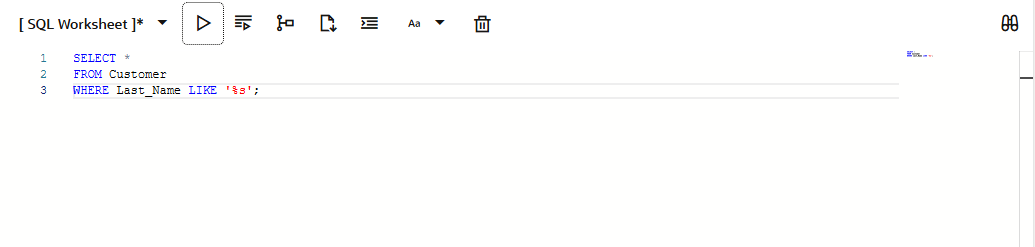 [ SQL Worksheet ]*
Aa
1 SELECT *
2 FROM Customer
3 WHERE Last_Name LIKE '%s';